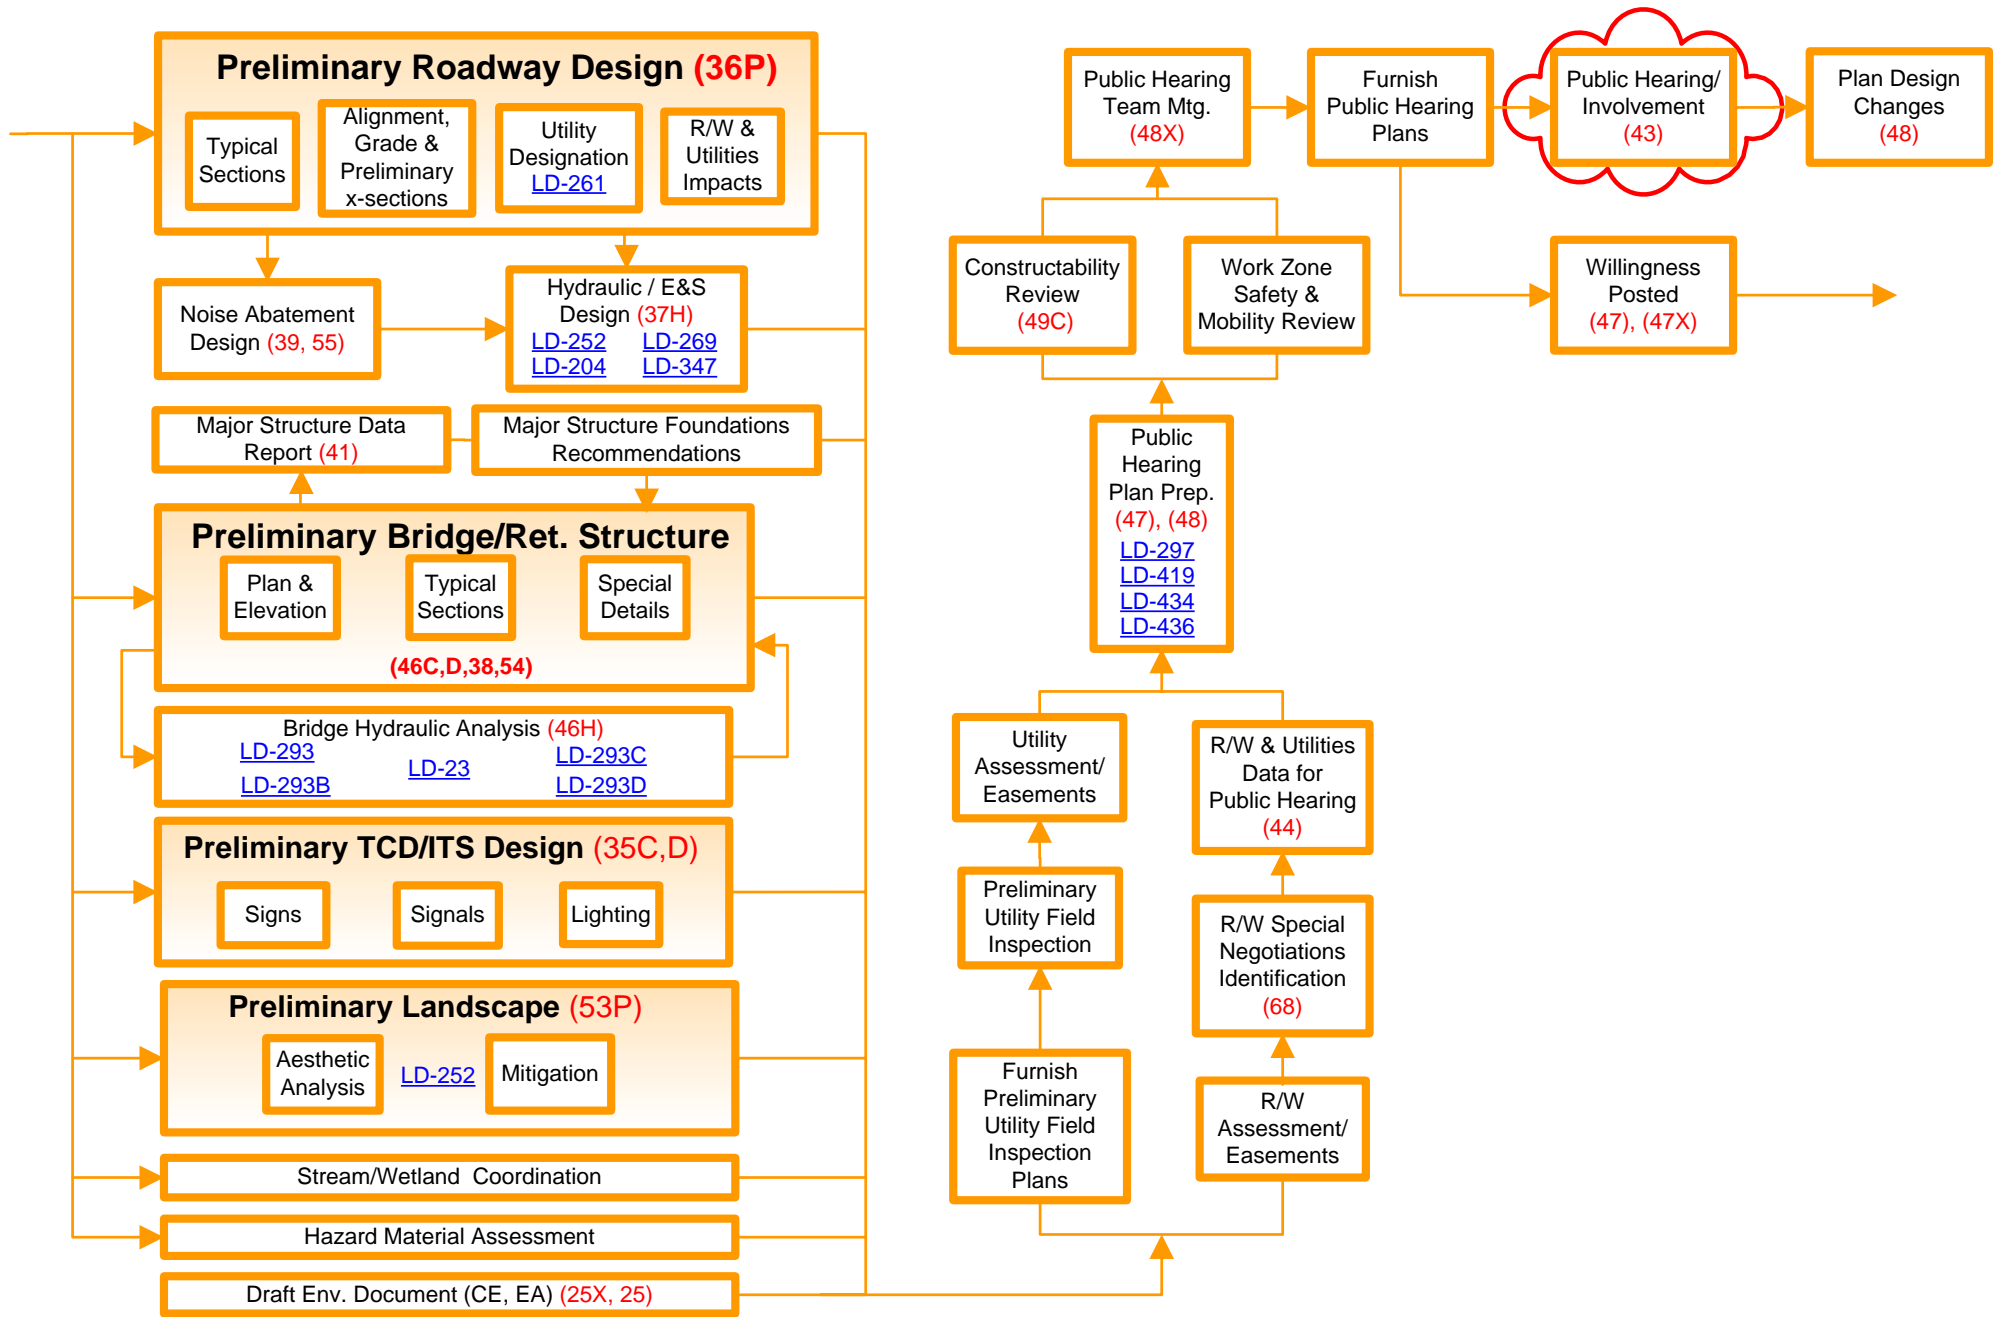 Preliminary Roadway Design (36P)
Typical
Sections
Alignment,
Grade &
Preliminary
x-sections
Utility
Designation
LD-261
R/W &
Utilities
Impacts
Noise Abatement
Design (39, 55)
Hydraulic / E&S
Design (37H)
LD-252 LD-269
LD-204 LD-347
Major Structure Data
Report (41)
Major Structure Foundations
Recommendations
Preliminary Bridge/Ret. Structure
Plan &
Elevation
Typical
Sections
Special
Details
(46C,D,38,54)
Bridge Hydraulic Analysis (46H)
LD-293 LD-23 LD-293C
LD-293B LD-293D
Preliminary TCD/ITS Design (35C,D)
Signs
Signals
Lighting
Preliminary Landscape (53P)
Aesthetic
Analysis
LD-252
Mitigation
Stream/Wetland Coordination
Hazard Material Assessment
Draft Env. Document (CE, EA) (25X, 25)
Furnish
Preliminary
Utility Field
Inspection
Plans
Preliminary
Utility Field
Inspection
Utility
Assessment/
Easements
R/W
Assessment/
Easements
R/W Special
Negotiations
Identification
(68)
R/W & Utilities
Data for
Public Hearing
(44)
Public
Hearing
Plan Prep.
(47), (48)
LD-297
LD-419
LD-434
LD-436
Constructability
Review
(49C)
Work Zone
Safety &
Mobility Review
Public Hearing
Team Mtg.
(48X)
Furnish
Public Hearing
Plans
Public Hearing/
Involvement
(43)
Plan Design
Changes
(48)
Willingness
Posted
(47), (47X)